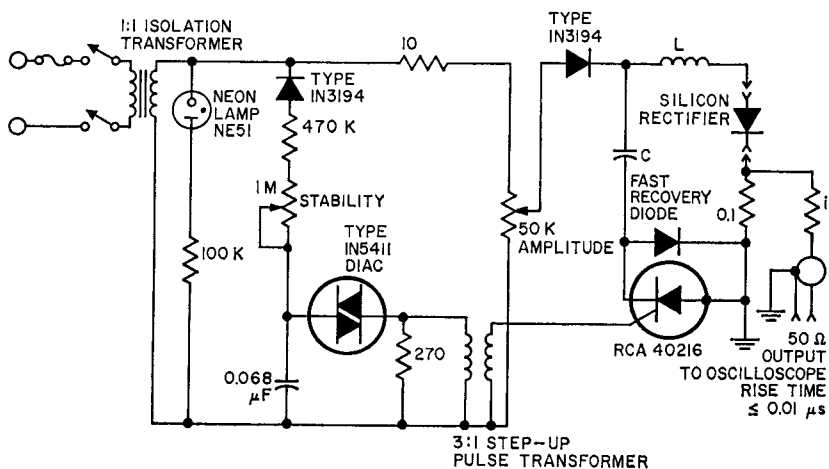 1:1 ISOLATION
TRANSFORMER
NEON
LAMP
NE51
100 K
TYPE
IN3194
470 K
1M
STABILITY
TYPE
IN5411
DIAC
0.068
μF
270
10
50 K
AMPLITUDE
3:1 STEP-UP
PULSE TRANSFORMER
TYPE
IN3194
L
C
SILICON
RECTIFIER
FAST
RECOVERY
DIODE
0.1
RCA 40216
50 Ω
OUTPUT
TO OSCILLOSCOPE
RISE TIME
≤ 0.01 μs